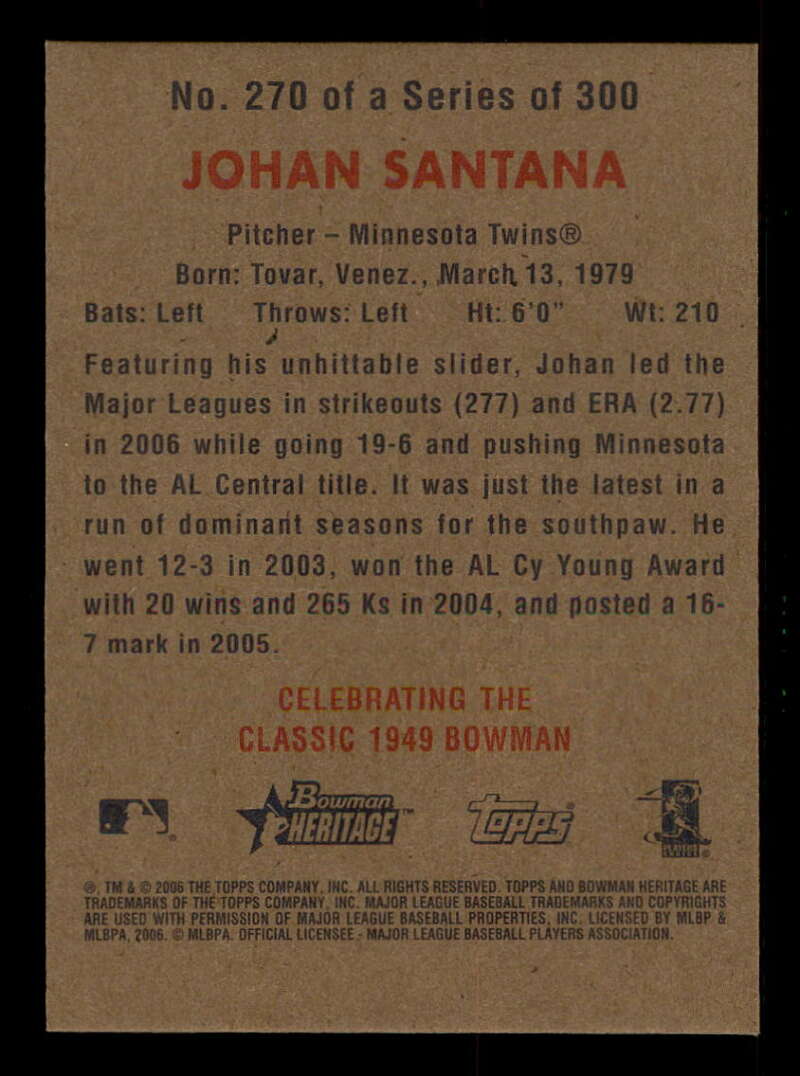 No. 270 of a Series of 300
JOHAN SANTANA
Pitcher – Minnesota Twins®
Born: Tovar, Venez., March 13, 1979
Bats: Left Throws: Left Ht: 6'0" Wt: 210
Featuring his unhittable slider, Johan led the
Major Leagues in strikeouts (277) and ERA (2.77)
in 2006 while going 19-6 and pushing Minnesota
to the AL Central title. It was just the latest in a
run of dominant seasons for the southpaw. He
went 12-3 in 2003, won the AL Cy Young Award
with 20 wins and 265 Ks in 2004, and posted a 16-
7 mark in 2005.
CELEBRATING THE
CLASSIC 1949 BOWMAN
Bowman
HERITAGE™
Topps®
®, TM & © 2006 THE TOPPS COMPANY, INC. ALL RIGHTS RESERVED. TOPPS AND BOWMAN HERITAGE ARE
TRADEMARKS OF THE TOPPS COMPANY, INC. MAJOR LEAGUE BASEBALL TRADEMARKS AND COPYRIGHTS
ARE USED WITH PERMISSION OF MAJOR LEAGUE BASEBALL PROPERTIES, INC. LICENSED BY MLBP &
MLBPA, 2006. © MLBPA. OFFICIAL LICENSEE - MAJOR LEAGUE BASEBALL PLAYERS ASSOCIATION.